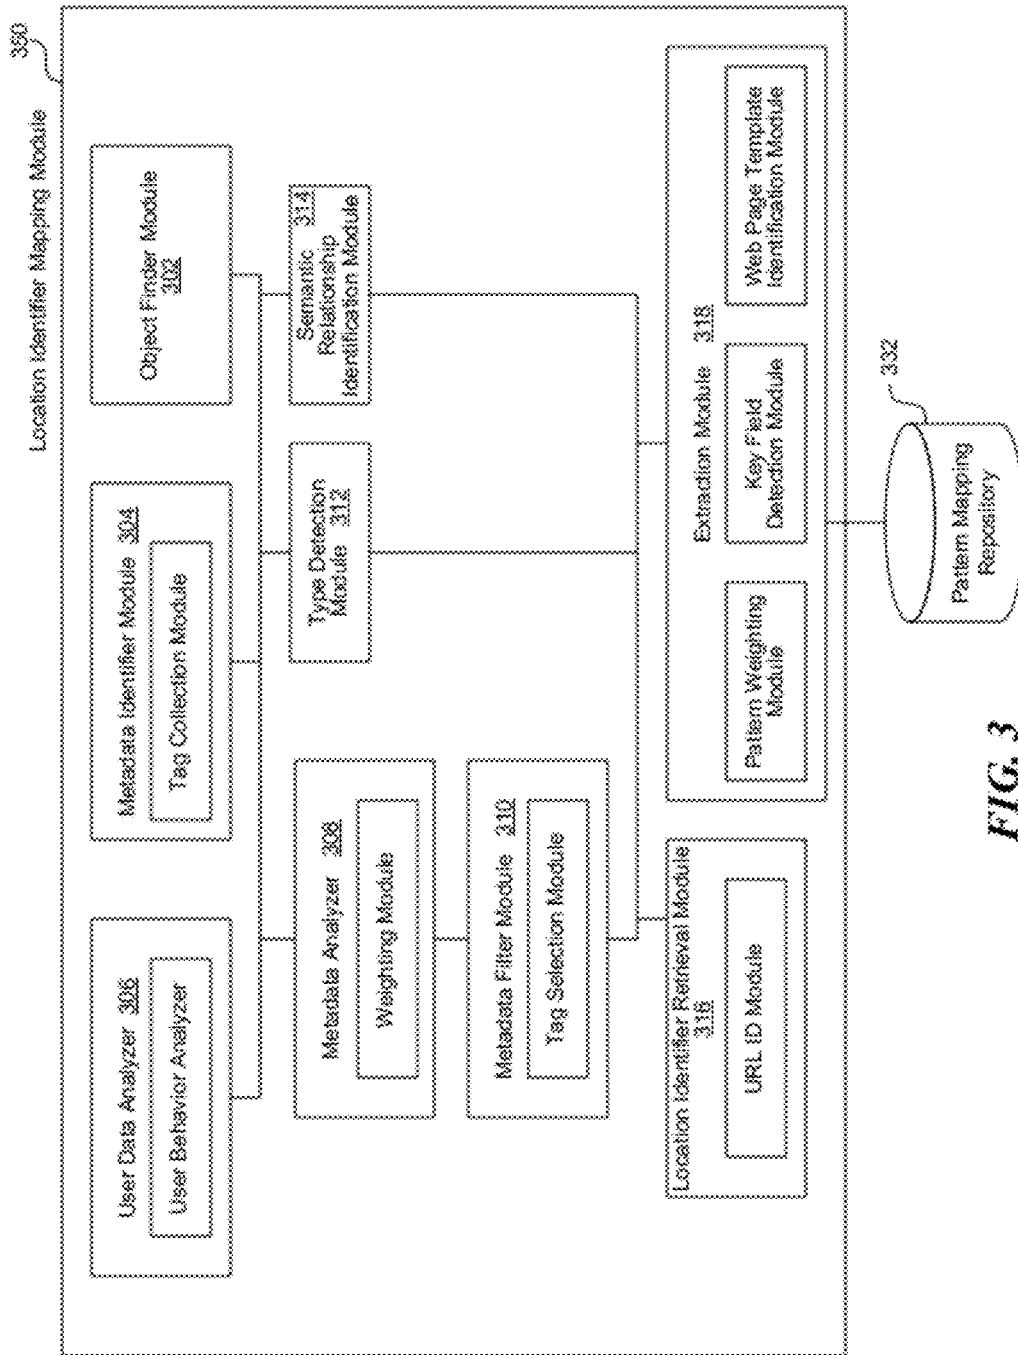 Location Identifier Mapping Module
350
User Data Analyzer 306
User Behavior Analyzer
Metadata Identifier Module 304
Tag Collection Module
Object Finder Module
302
Metadata Analyzer 308
Weighting Module
Type Detection
Module 312
Semantic 314
Relationship
Identification Module
Metadata Filter Module 310
Tag Selection Module
Location Identifier Retrieval Module
316
URL ID Module
Extraction Module 318
Pattern Weighting
Module
Key Field
Detection Module
Web Page Template
Identification Module
332
Pattern Mapping
Repository
FIG. 3